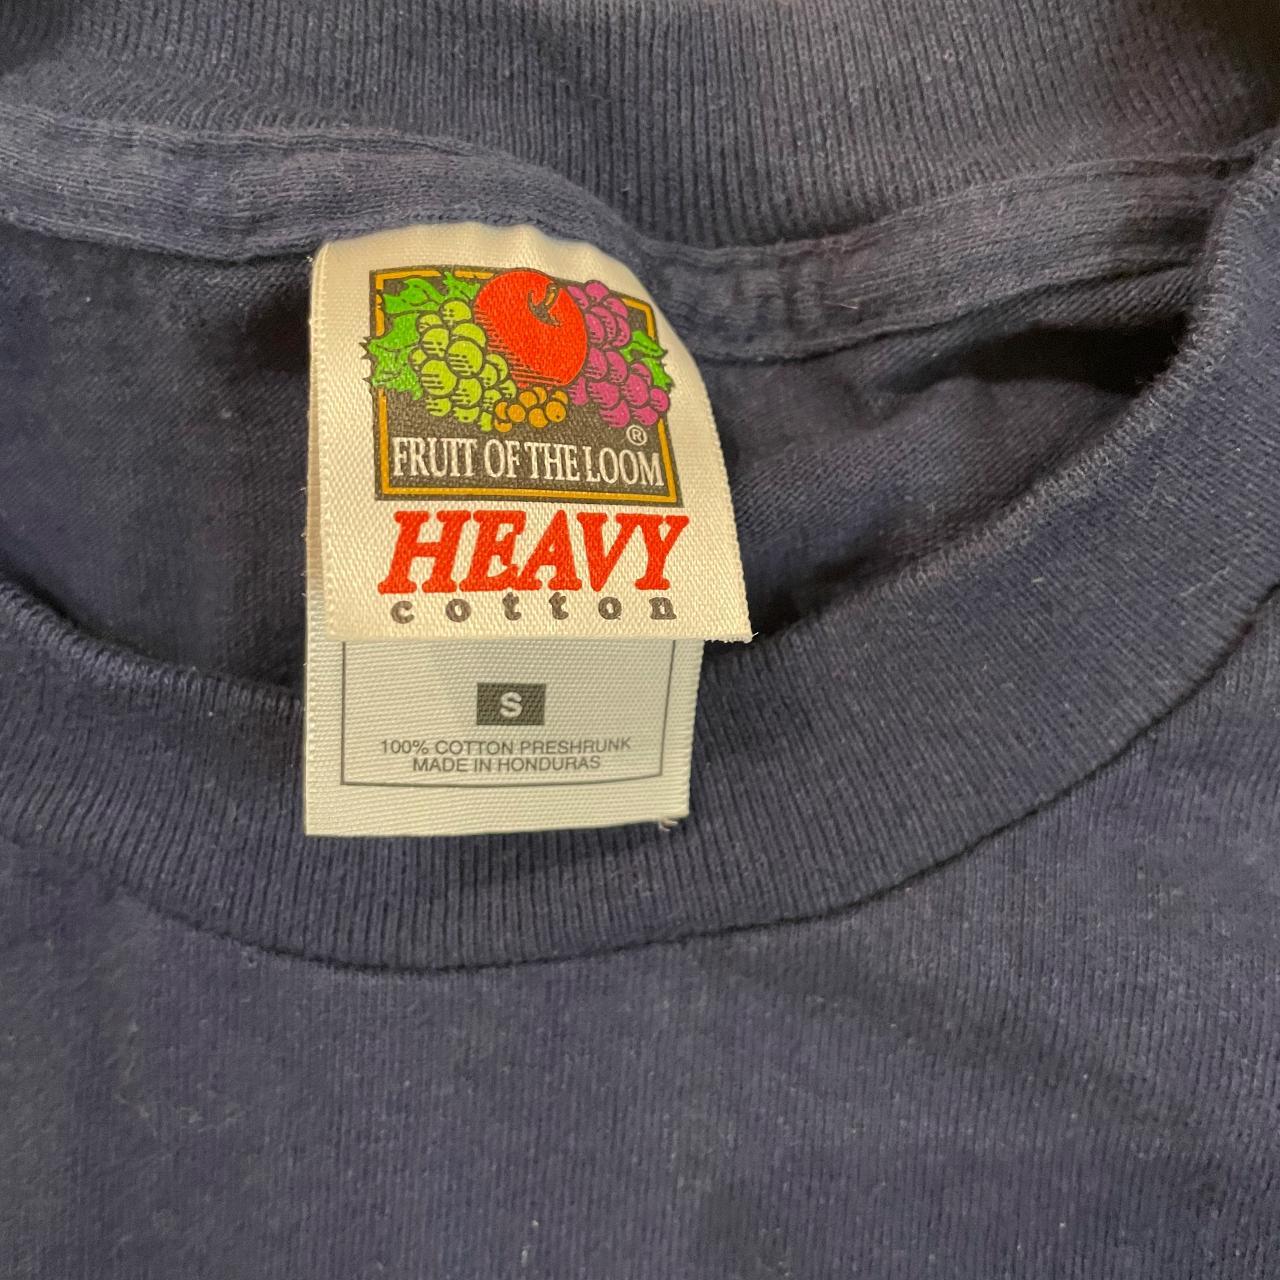 ®
FRUIT OF THE LOOM
HEAVY
cotton
S
100% COTTON PRESHRUNK
MADE IN HONDURAS